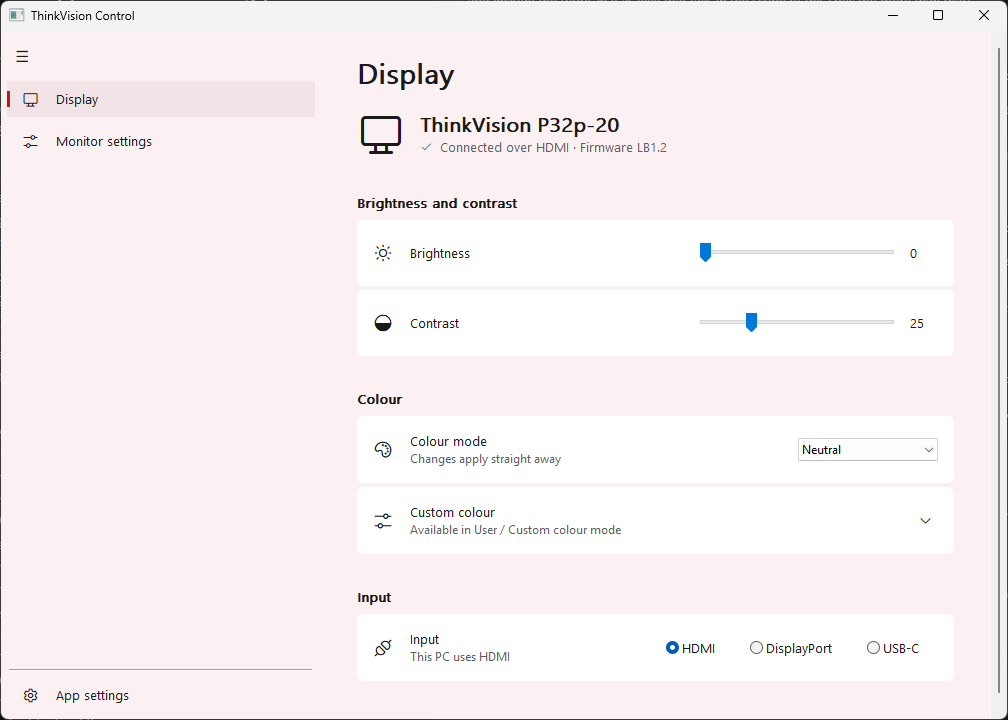 ThinkVision Control
Display
Monitor settings
App settings
Display
ThinkVision P32p-20
Connected over HDMI · Firmware LB1.2
Brightness and contrast
Brightness
0
Contrast
25
Colour
Colour mode
Changes apply straight away
Neutral
Custom colour
Available in User / Custom colour mode
Input
Input
This PC uses HDMI
HDMI
DisplayPort
USB-C